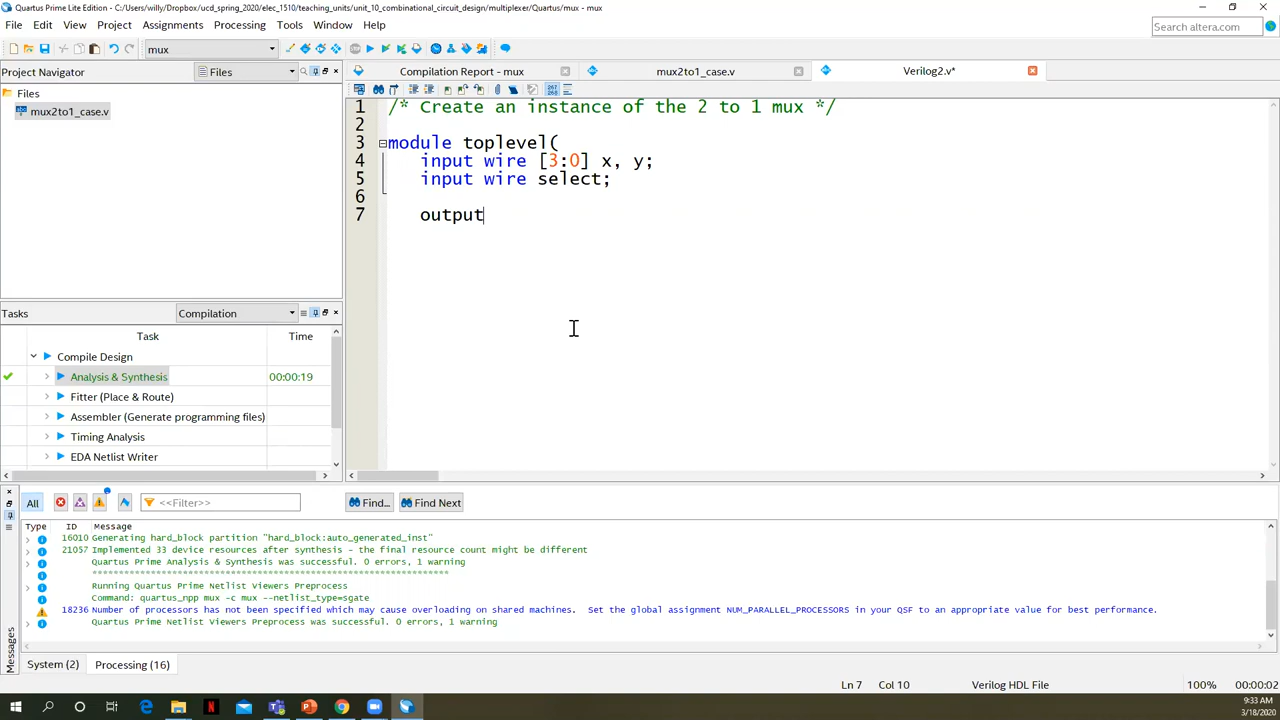 Quartus Prime Lite Edition - C:/Users/willy/Dropbox/ucd_spring_2020/elec_1510/teaching_units/unit_10_combinational_circuit_design/multiplexer/Quartus/mux - mux
File Edit View Project Assignments Processing Tools Window Help
Search altera.com
mux
Project Navigator Files
Compilation Report - mux mux2to1_case.v Verilog2.v*
Files
mux2to1_case.v
267
268
1 /* Create an instance of the 2 to 1 mux */
2
3 module toplevel(
4 input wire [3:0] x, y;
5 input wire select;
6
7 output
Tasks Compilation
Task Time
Compile Design
Analysis & Synthesis 00:00:19
Fitter (Place & Route)
Assembler (Generate programming files)
Timing Analysis
EDA Netlist Writer
All <<Filter>> Find... Find Next
Type ID Message
16010 Generating hard_block partition "hard_block:auto_generated_inst"
21057 Implemented 33 device resources after synthesis - the final resource count might be different
Quartus Prime Analysis & Synthesis was successful. 0 errors, 1 warning
*******************************************************************
Running Quartus Prime Netlist Viewers Preprocess
Command: quartus_npp mux -c mux --netlist_type=sgate
18236 Number of processors has not been specified which may cause overloading on shared machines. Set the global assignment NUM_PARALLEL_PROCESSORS in your QSF to an appropriate value for best performance.
Quartus Prime Netlist Viewers Preprocess was successful. 0 errors, 1 warning
Messages
System (2) Processing (16)
Ln 7 Col 10 Verilog HDL File 100% 00:00:02
9:33 AM
3/18/2020